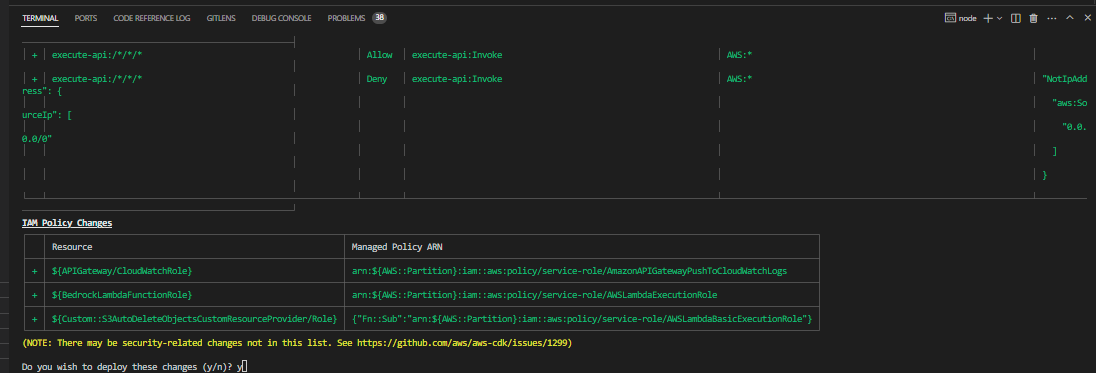 TERMINAL PORTS CODE REFERENCE LOG GITLENS DEBUG CONSOLE PROBLEMS 38 node
+ execute-api:/*/*/* Allow execute-api:Invoke AWS:*
+ execute-api:/*/*/* Deny execute-api:Invoke AWS:* "NotIpAdd
ress": {
"aws:So
urceIp": [
"0.0.
0.0/0"
]
}
IAM Policy Changes
Resource Managed Policy ARN
+ ${APIGateway/CloudWatchRole} arn:${AWS::Partition}:iam::aws:policy/service-role/AmazonAPIGatewayPushToCloudWatchLogs
+ ${BedrockLambdaFunctionRole} arn:${AWS::Partition}:iam::aws:policy/service-role/AWSLambdaExecutionRole
+ ${Custom::S3AutoDeleteObjectsCustomResourceProvider/Role} {"Fn::Sub":"arn:${AWS::Partition}:iam::aws:policy/service-role/AWSLambdaBasicExecutionRole"}
(NOTE: There may be security-related changes not in this list. See https://github.com/aws/aws-cdk/issues/1299)
Do you wish to deploy these changes (y/n)? y